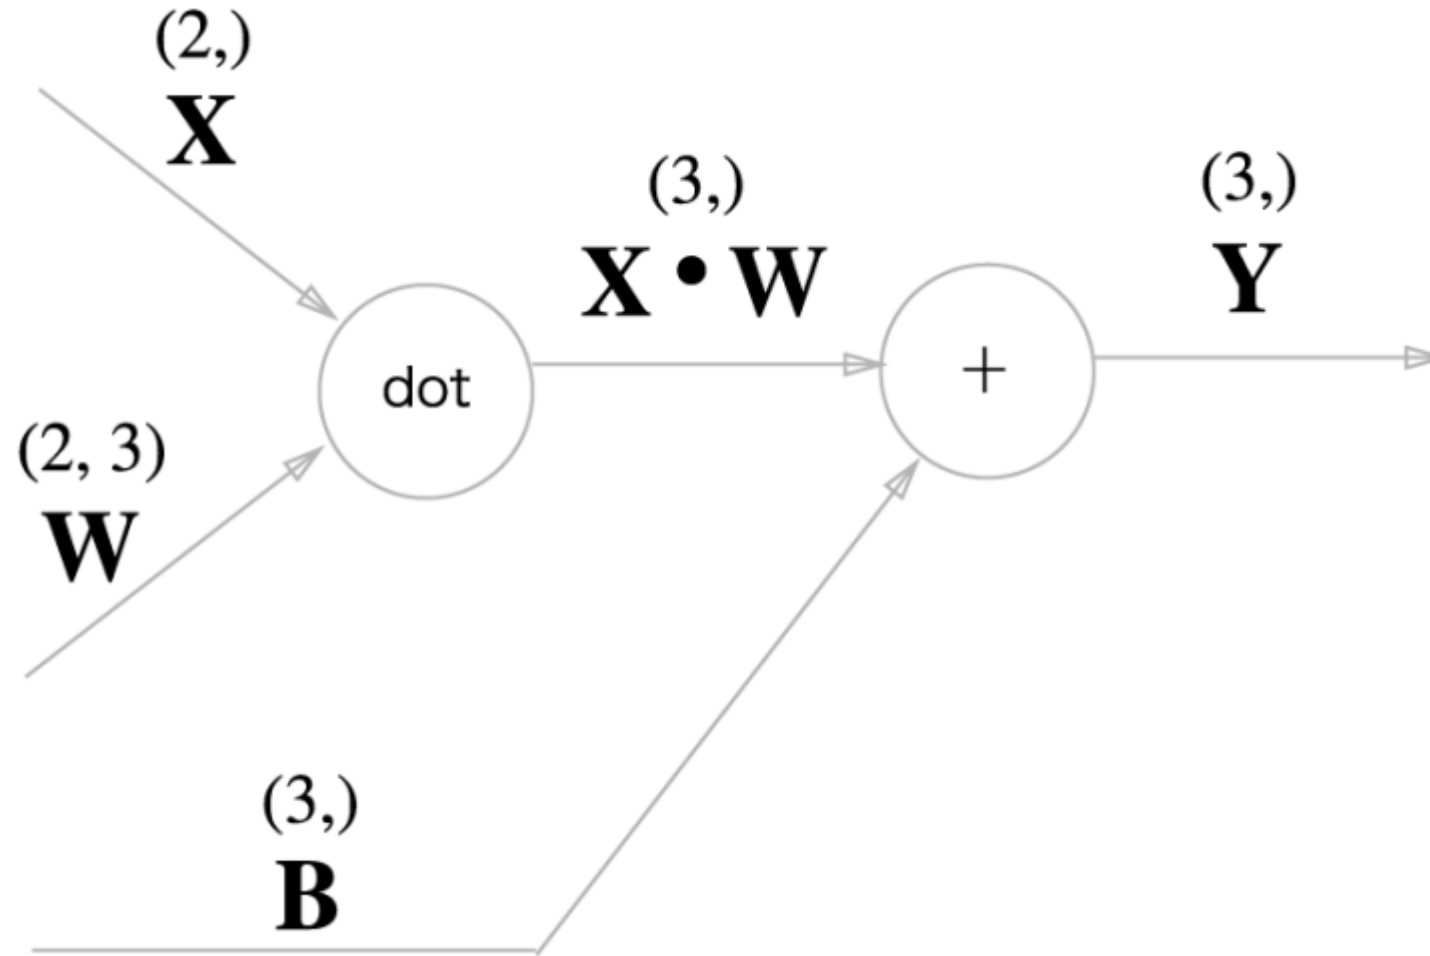 (2,)
X
(3,)
X • W
(3,)
Y
dot
+
(2, 3)
W
(3,)
B